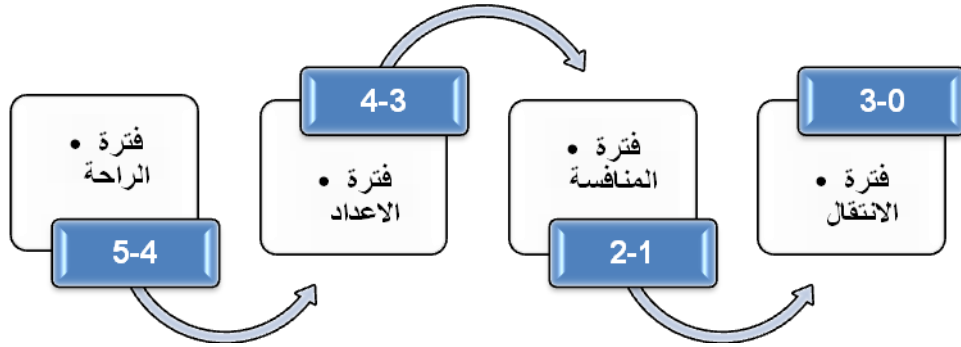 • فترة
الراحة
5-4
4-3
• فترة
الاعداد
• فترة
المنافسة
2-1
3-0
• فترة
الانتقال